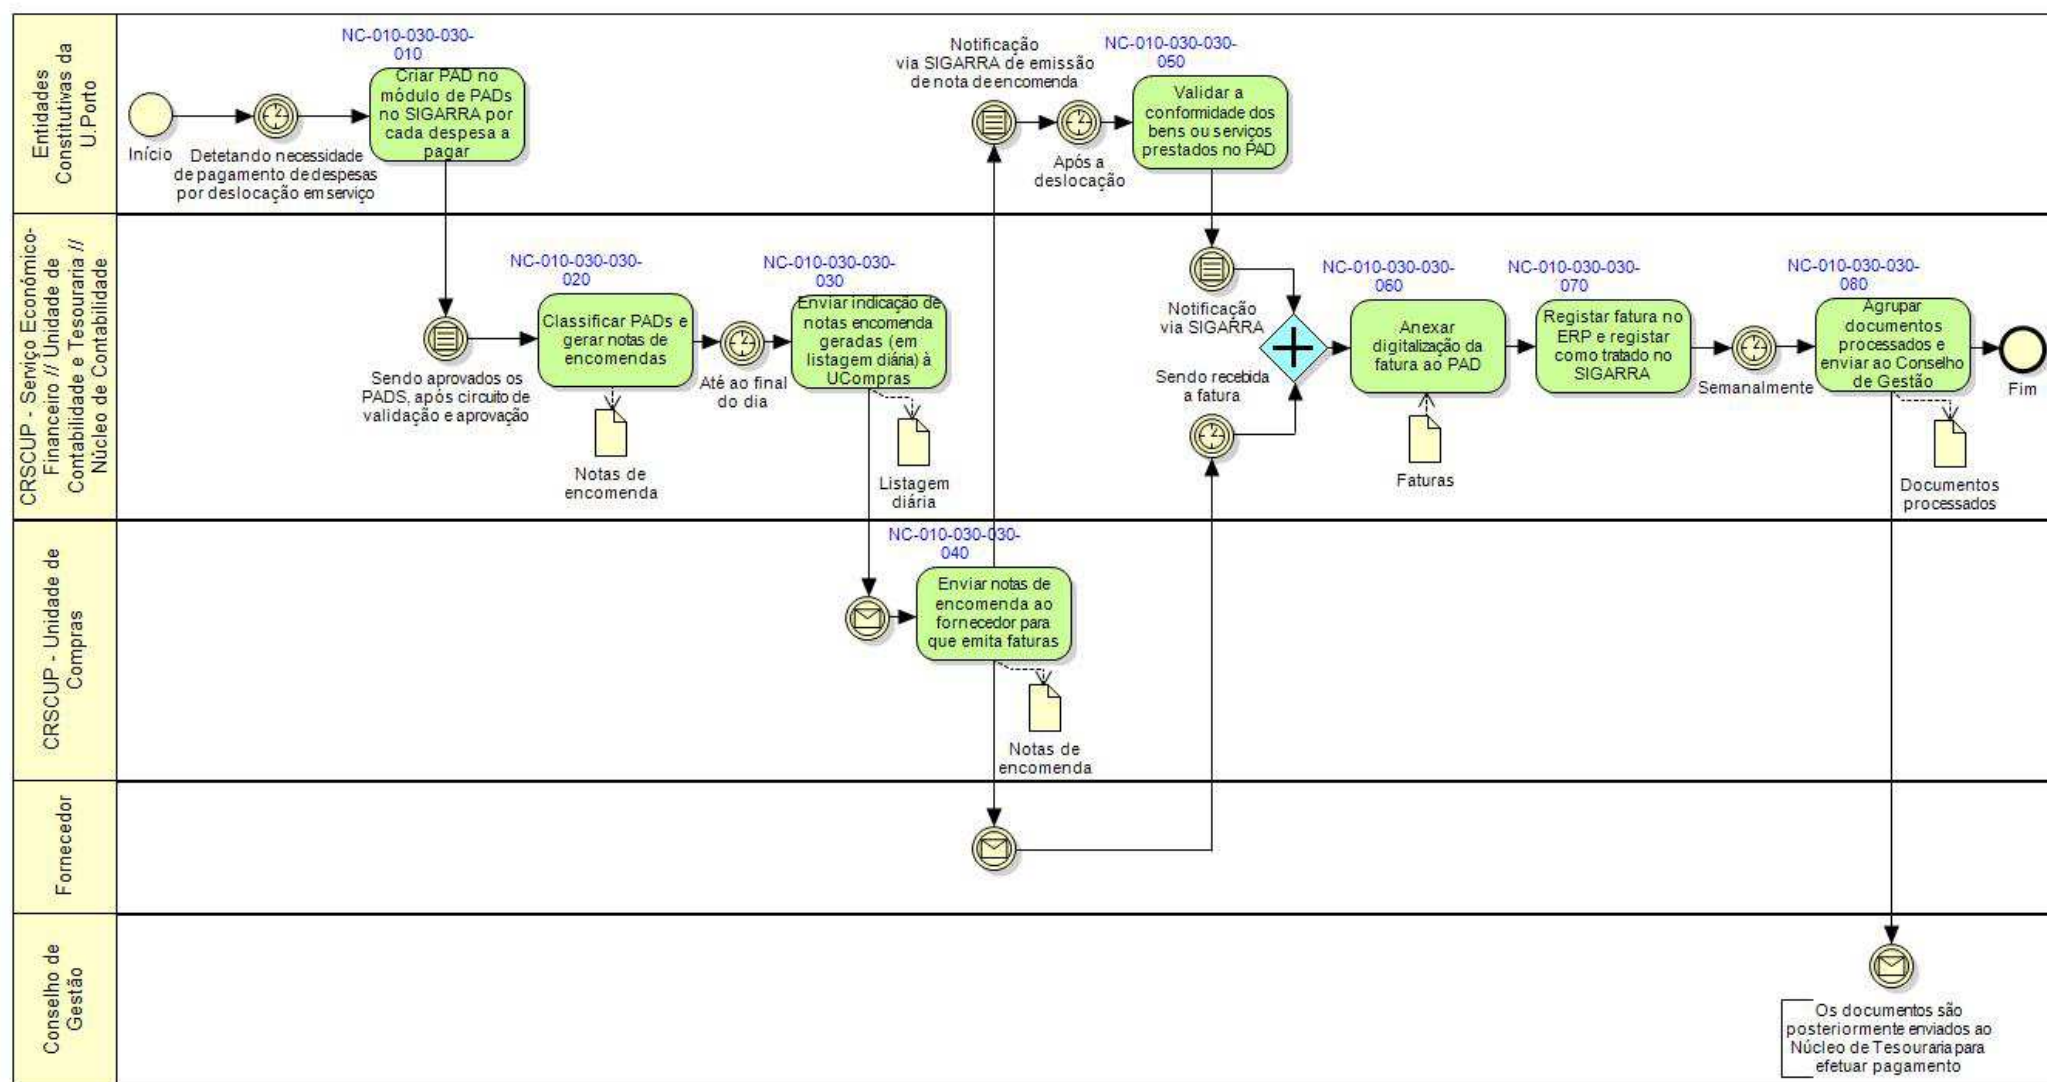 Entidades
Constitutivas da
U.Porto
Início
Detetando necessidade
de pagamento de despesas
por deslocação em serviço
NC-010-030-030-
010
Criar PAD no
módulo de PADs
no SIGARRA por
cada despesa a
pagar
Notificação
via SIGARRA de emissão
de nota de encomenda
Após a
deslocação
NC-010-030-030-
050
Validar a
conformidade dos
bens ou serviços
prestados no PAD
CRSCUP - Serviço Económico-
Financeiro // Unidade de
Contabilidade e Tesouraria //
Núcleo de Contabilidade
Sendo aprovados os
PADS, após circuito de
validação e aprovação
NC-010-030-030-
020
Classificar PADs e
gerar notas de
encomendas
Notas de
encomenda
Até ao final
do dia
NC-010-030-030-
030
Enviar indicação de
notas encomenda
geradas (em
listagem diária) à
UCompras
Listagem
diária
Notificação
via SIGARRA
Sendo recebida
a fatura
NC-010-030-030-
060
Anexar
digitalização da
fatura ao PAD
Faturas
NC-010-030-030-
070
Registar fatura no
ERP e registar
como tratado no
SIGARRA
Semanalmente
NC-010-030-030-
080
Agrupar
documentos
processados e
enviar ao Conselho
de Gestão
Documentos
processados
Fim
CRSCUP - Unidade de
Compras
NC-010-030-030-
040
Enviar notas de
encomenda ao
fornecedor para
que emita faturas
Notas de
encomenda
Fornecedor
Conselho de
Gestão
Os documentos são
posteriormente enviados ao
Núcleo de Tesouraria para
efetuar pagamento